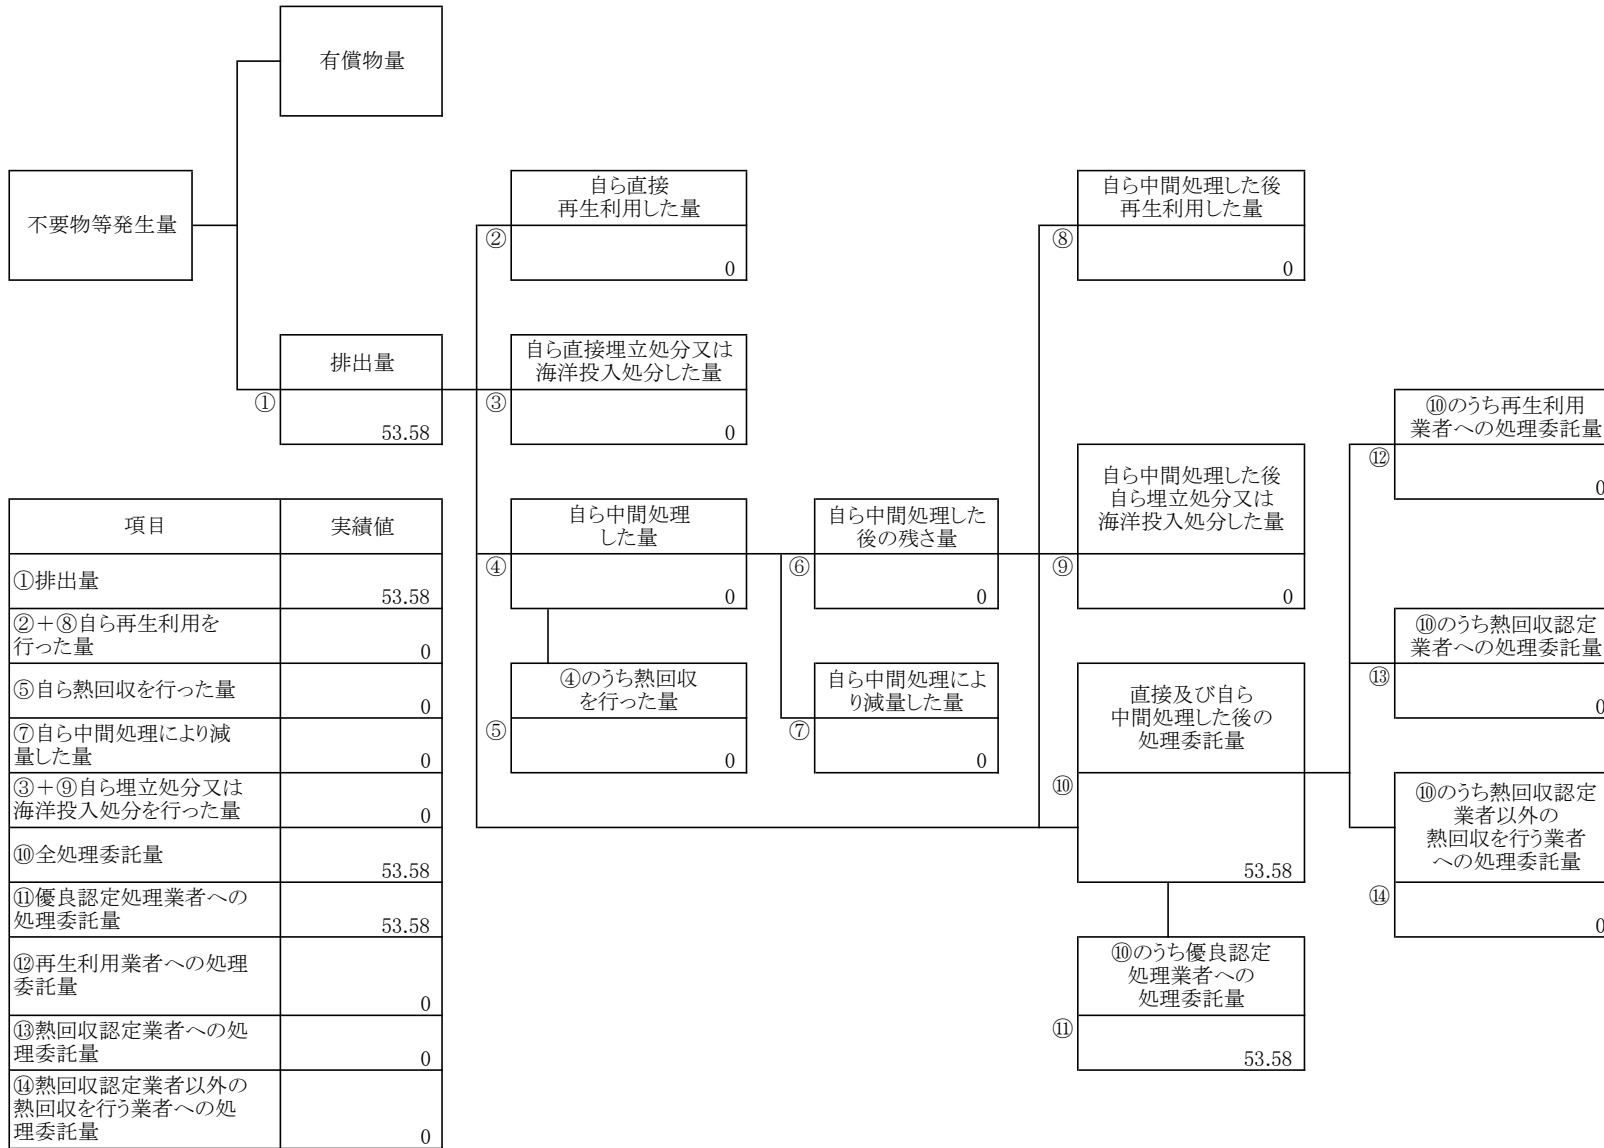 有償物量
不要物等発生量
自ら直接
再生利用した量
②
0
自ら中間処理した後
再生利用した量
⑧
0
排出量
①
53.58
自ら直接埋立処分又は
海洋投入処分した量
③
0
⑩のうち再生利用
業者への処理委託量
⑫
0
自ら中間処理
した量
④
0
自ら中間処理した
後の残さ量
⑥
0
自ら中間処理した後
自ら埋立処分又は
海洋投入処分した量
⑨
0
⑩のうち熱回収認定
業者への処理委託量
⑬
0
④のうち熱回収
を行った量
⑤
0
自ら中間処理によ
り減量した量
⑦
0
直接及び自ら
中間処理した後の
処理委託量
⑩
53.58
⑩のうち熱回収認定
業者以外の
熱回収を行う業者
への処理委託量
⑭
0
⑩のうち優良認定
処理業者への
処理委託量
⑪
53.58
項目
実績値
①排出量
53.58
②＋⑧自ら再生利用を
行った量
0
⑤自ら熱回収を行った量
0
⑦自ら中間処理により減
量した量
0
③＋⑨自ら埋立処分又は
海洋投入処分を行った量
0
⑩全処理委託量
53.58
⑪優良認定処理業者への
処理委託量
53.58
⑫再生利用業者への処理
委託量
0
⑬熱回収認定業者への処
理委託量
0
⑭熱回収認定業者以外の
熱回収を行う業者への処
理委託量
0